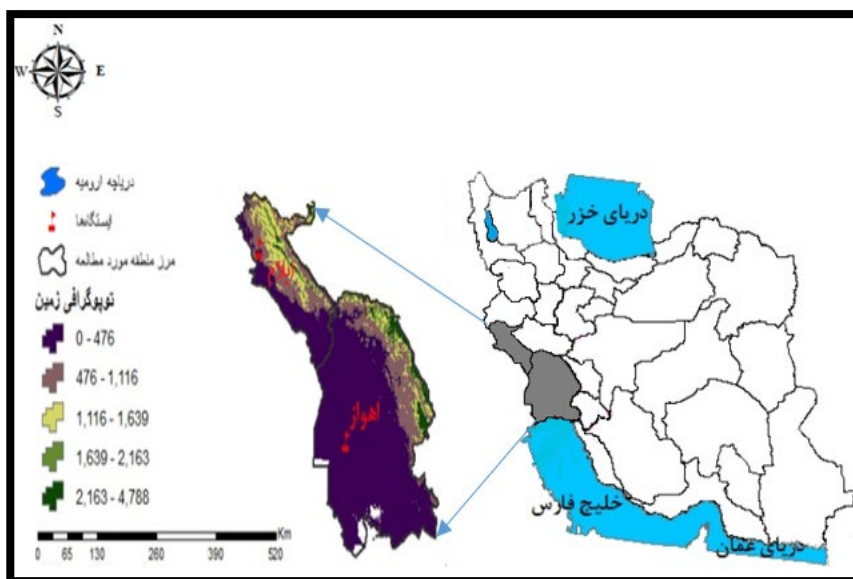 N
W E
S
دریاچه ارومیه
ایستگاهها
مرز منطقه مورد مطالعه
توپوگرافی زمین
0 - 476
476 - 1,116
1,116 - 1,639
1,639 - 2,163
2,163 - 4,788
Km
0 65 130 260 390 520
ایلام
اهواز
دریای خزر
خلیج فارس
دریای عمان